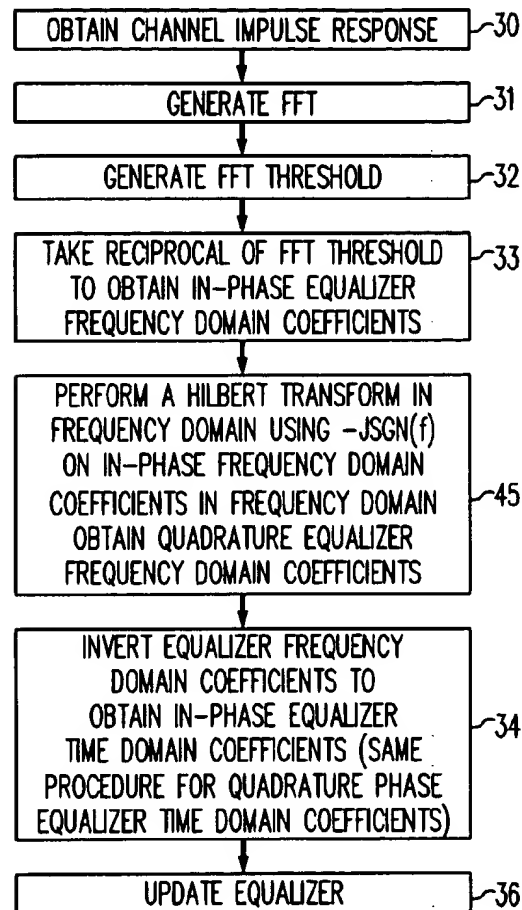 OBTAIN CHANNEL IMPULSE RESPONSE 30
GENERATE FFT 31
GENERATE FFT THRESHOLD 32
TAKE RECIPROCAL OF FFT THRESHOLD 33
TO OBTAIN IN-PHASE EQUALIZER
FREQUENCY DOMAIN COEFFICIENTS
PERFORM A HILBERT TRANSFORM IN
FREQUENCY DOMAIN USING -JSGN(f)
ON IN-PHASE FREQUENCY DOMAIN
COEFFICIENTS IN FREQUENCY DOMAIN 45
OBTAIN QUADRATURE EQUALIZER
FREQUENCY DOMAIN COEFFICIENTS
INVERT EQUALIZER FREQUENCY
DOMAIN COEFFICIENTS TO
OBTAIN IN-PHASE EQUALIZER
TIME DOMAIN COEFFICIENTS (SAME 34
PROCEDURE FOR QUADRATURE PHASE
EQUALIZER TIME DOMAIN COEFFICIENTS)
UPDATE EQUALIZER 36